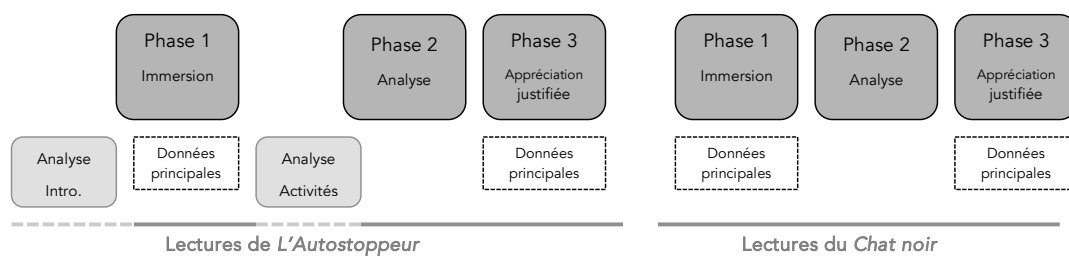 Phase 1
Immersion
Phase 2
Analyse
Phase 3
Appréciation
justifiée
Phase 1
Immersion
Phase 2
Analyse
Phase 3
Appréciation
justifiée
Analyse
Intro.
Données
principales
Analyse
Activités
Données
principales
Données
principales
Données
principales
Lectures de L’Autostoppeur
Lectures du Chat noir